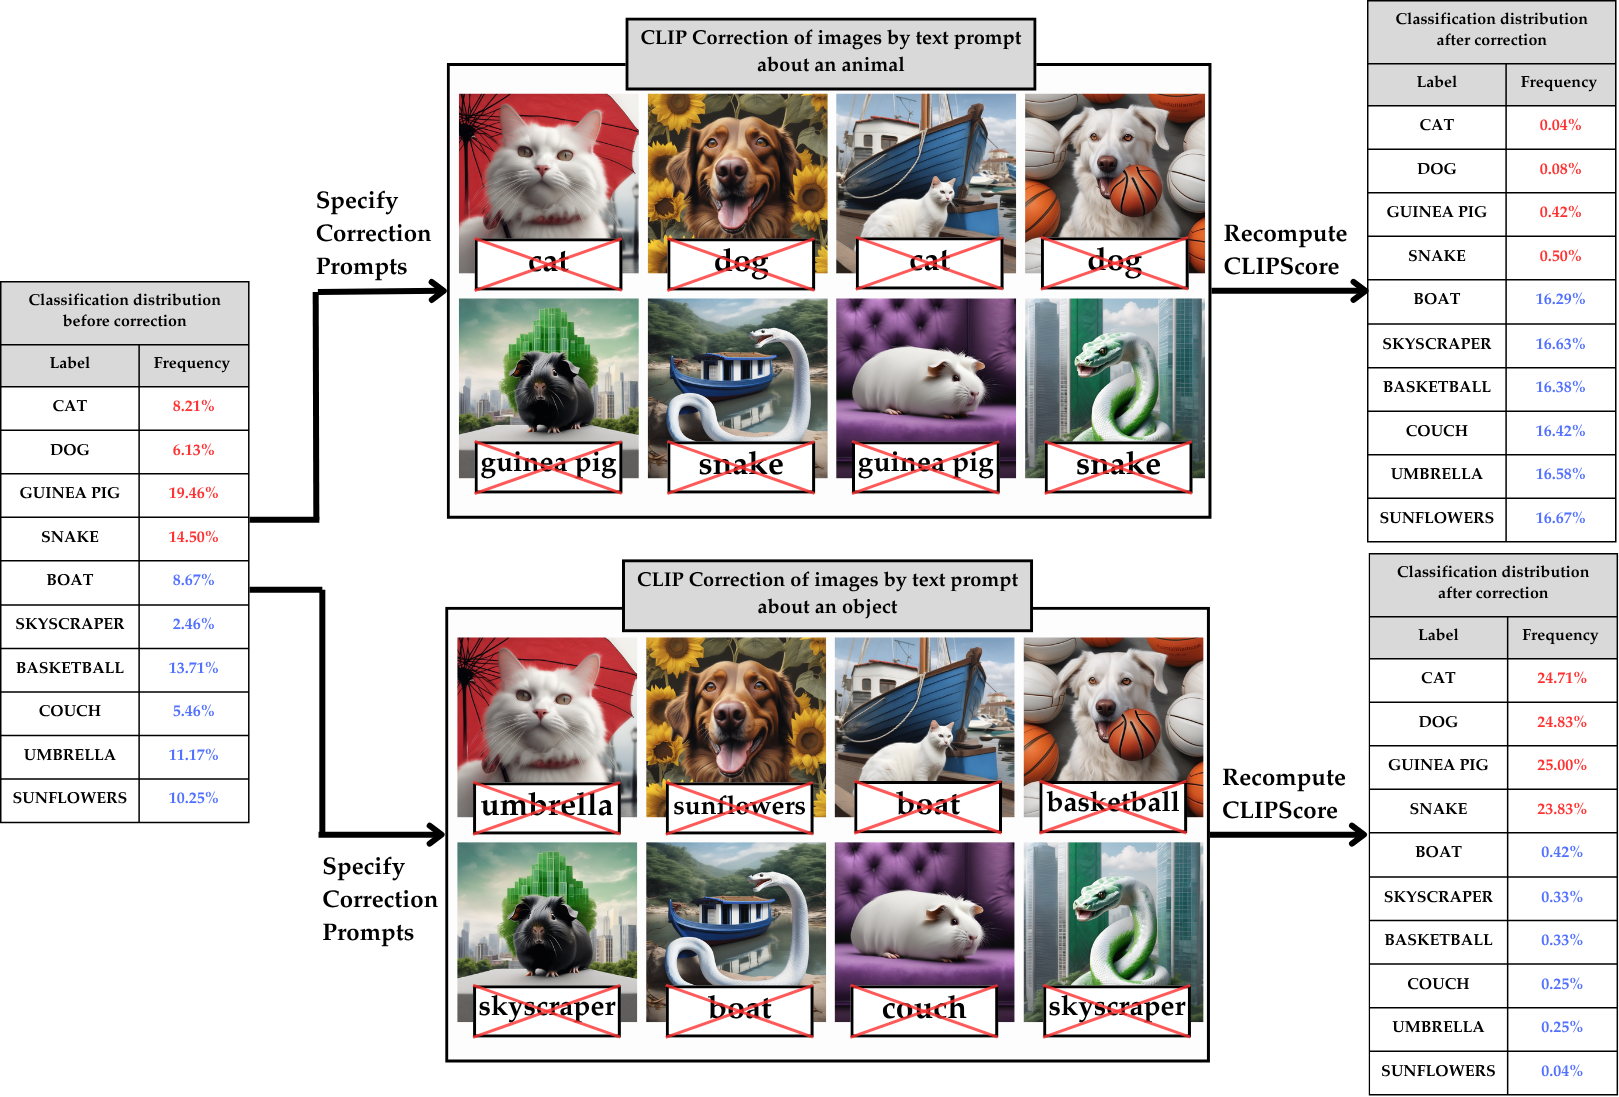 Classification distribution
before correction
Label Frequency
CAT 8.21%
DOG 6.13%
GUINEA PIG 19.46%
SNAKE 14.50%
BOAT 8.67%
SKYSCRAPER 2.46%
BASKETBALL 13.71%
COUCH 5.46%
UMBRELLA 11.17%
SUNFLOWERS 10.25%
Specify
Correction
Prompts
CLIP Correction of images by text prompt
about an animal
cat dog cat dog
guinea pig snake guinea pig snake
Recompute
CLIPScore
Classification distribution
after correction
Label Frequency
CAT 0.04%
DOG 0.08%
GUINEA PIG 0.42%
SNAKE 0.50%
BOAT 16.29%
SKYSCRAPER 16.63%
BASKETBALL 16.38%
COUCH 16.42%
UMBRELLA 16.58%
SUNFLOWERS 16.67%
Specify
Correction
Prompts
CLIP Correction of images by text prompt
about an object
umbrella sunflowers boat basketball
skyscraper boat couch skyscraper
Recompute
CLIPScore
Classification distribution
after correction
Label Frequency
CAT 24.71%
DOG 24.83%
GUINEA PIG 25.00%
SNAKE 23.83%
BOAT 0.42%
SKYSCRAPER 0.33%
BASKETBALL 0.33%
COUCH 0.25%
UMBRELLA 0.25%
SUNFLOWERS 0.04%